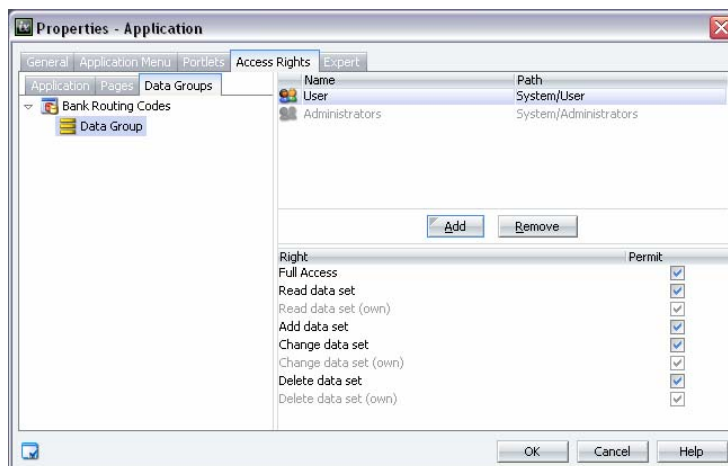 Properties - Application
General Application Menu Portlets Access Rights Expert
Application Pages Data Groups
Bank Routing Codes
Data Group
Name Path
User System/User
Administrators System/Administrators
Add Remove
Right Permit
Full Access
Read data set
Read data set (own)
Add data set
Change data set
Change data set (own)
Delete data set
Delete data set (own)
OK Cancel Help